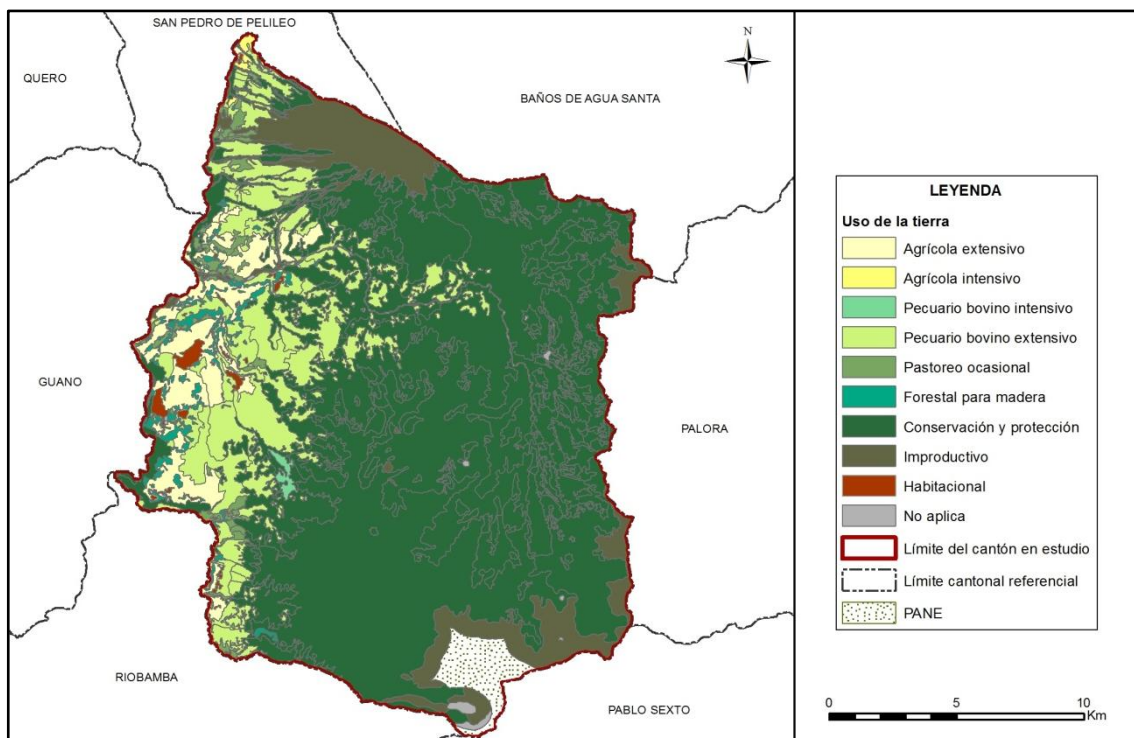 SAN PEDRO DE PELILEO
QUERO
BAÑOS DE AGUA SANTA
GUANO
PALORA
RIOBAMBA
PABLO SEXTO
N
LEYENDA
Uso de la tierra
Agrícola extensivo
Agrícola intensivo
Pecuario bovino intensivo
Pecuario bovino extensivo
Pastoreo ocasional
Forestal para madera
Conservación y protección
Improductivo
Habitacional
No aplica
Límite del cantón en estudio
Límite cantonal referencial
PANE
0 5 10
Km